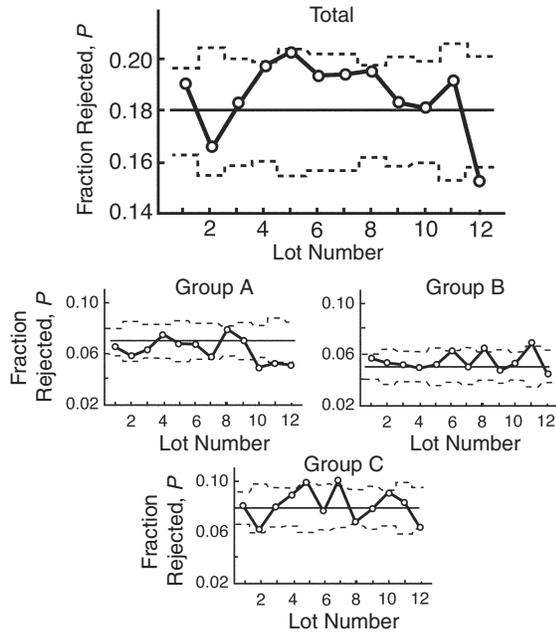 Total
Fraction Rejected, P
0.20
0.18
0.16
0.14
2 4 6 8 10 12
Lot Number
Group A
Fraction
Rejected, P
0.10
0.06
0.02
2 4 6 8 10 12
Lot Number
Group B
0.10
0.06
0.02
2 4 6 8 10 12
Lot Number
Group C
Fraction
Rejected, P
0.10
0.06
0.02
2 4 6 8 10 12
Lot Number